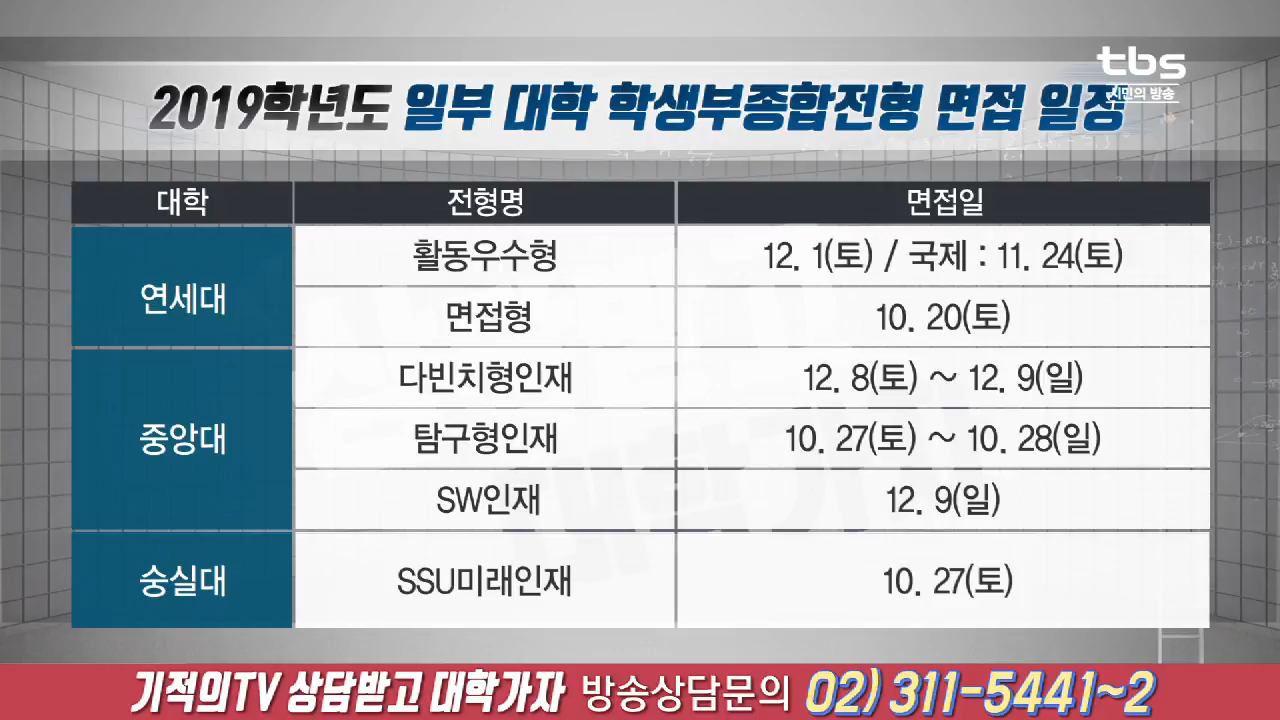 tbs
시민의 방송
2019학년도 일부 대학 학생부종합전형 면접 일정
대학 전형명 면접일
연세대 활동우수형 12. 1(토) / 국제 : 11. 24(토)
면접형 10. 20(토)
중앙대 다빈치형인재 12. 8(토) ~ 12. 9(일)
탐구형인재 10. 27(토) ~ 10. 28(일)
SW인재 12. 9(일)
숭실대 SSU미래인재 10. 27(토)
기적의TV 상담받고 대학가자 방송상담문의 02) 311-5441~2